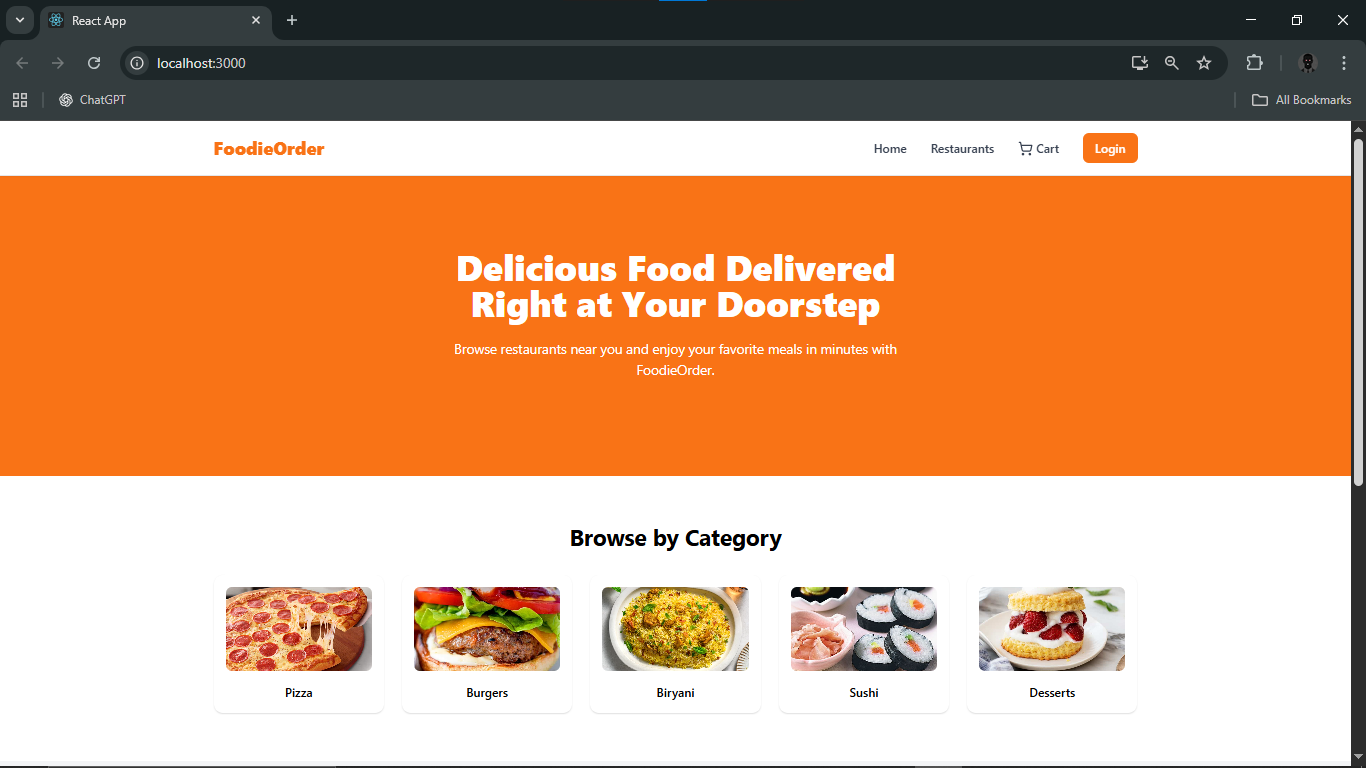 React App
localhost:3000
ChatGPT
All Bookmarks
FoodieOrder
Home
Restaurants
Cart
Login
Delicious Food Delivered
Right at Your Doorstep
Browse restaurants near you and enjoy your favorite meals in minutes with
FoodieOrder.
Browse by Category
Pizza
Burgers
Biryani
Sushi
Desserts